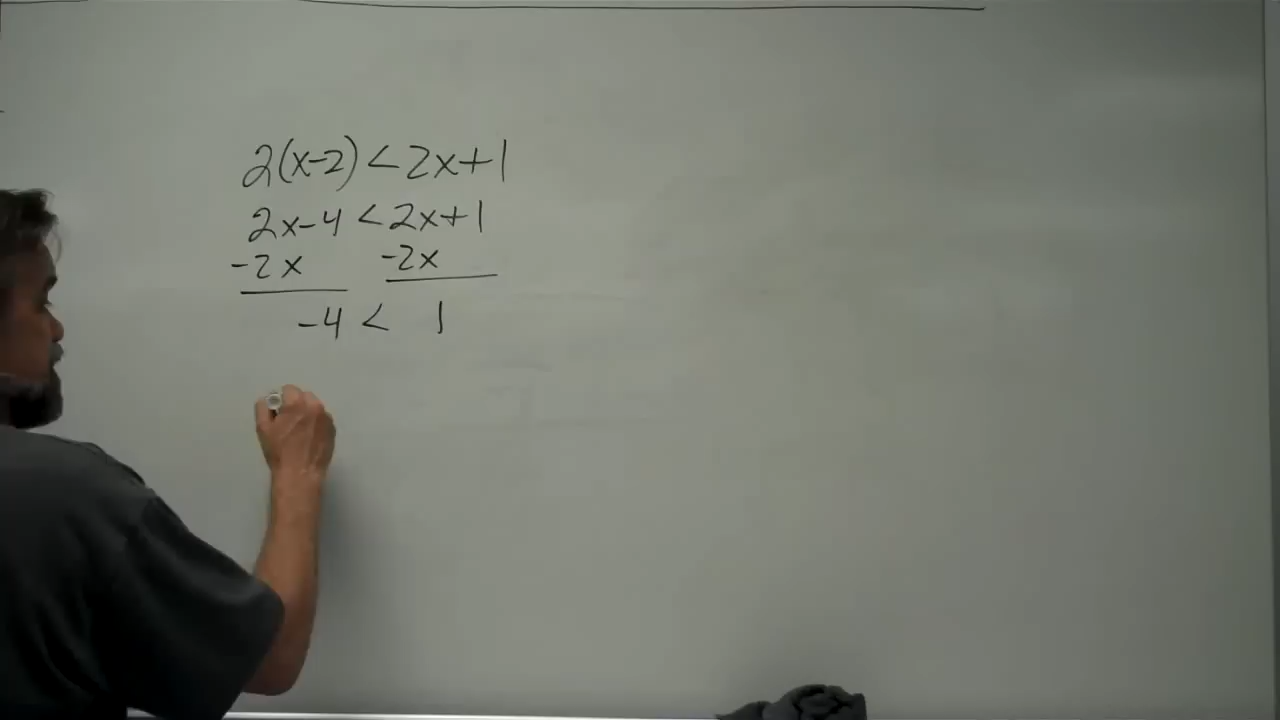 2(x-2) < 2x+1
2x-4 < 2x+1
-2x -2x
-4 < 1